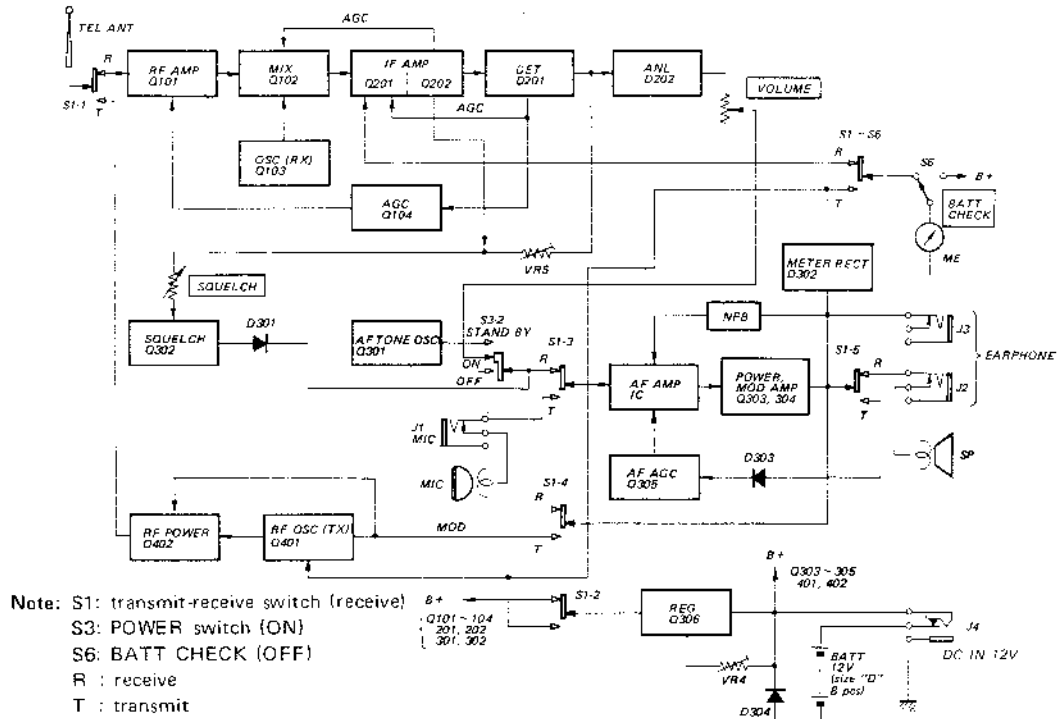 TEL ANT
AGC
R
RF AMP
Q101
MIX
Q102
IF AMP
Q201
Q202
DET
D201
ANL
D202
S1-1
T
AGC
VOLUME
OSC (RX)
Q103
S1 ~ S6
R
S6
B+
T
BATT
CHECK
AGC
Q104
ME
VR5
METER RECT
D302
SQUELCH
S3-2
STAND BY
NFB
J3
SQUELCH
Q302
D301
AF TONE OSC
Q301
ON
OFF
R
S1-3
T
AF AMP
IC
POWER,
MOD AMP
Q303, 304
S1-5
R
T
J2
EARPHONE
J1
MIC
MIC
AF AGC
Q305
D303
SP
S1-4
R
T
RF POWER
Q402
RF OSC (TX)
Q401
MOD
B+
Q303 ~ 305
401, 402
Note: S1: transmit-receive switch (receive)
S3: POWER switch (ON)
S6: BATT CHECK (OFF)
R : receive
T : transmit
B+
Q101 ~ 104
201, 202
301, 302
S1-2
REG
Q306
J4
DC IN 12V
VR4
D304
BATT
12V
(size "D"
8 pcs)